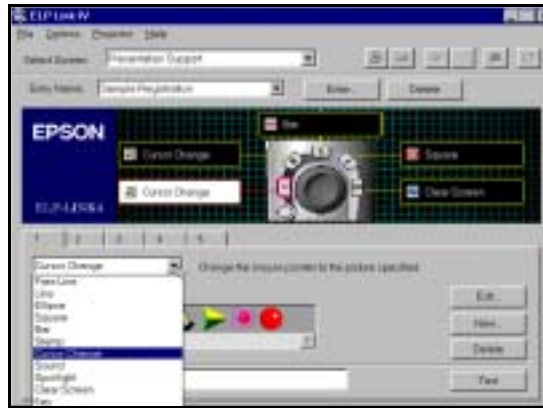 ELP Link IV
File Options Projector Help
Select Screen: Presentation Support
Entry Name: Sample Registration Enter... Delete
EPSON
Bar
Cursor Change
Square
Cursor Change
Clear Screen
ELP-LINK4
1 2 3 4 5
Cursor Change
Change the mouse pointer to the picture specified.
Free Line
Line
Ellipse
Square
Bar
Stamp
Cursor Change
Sound
Spotlight
Clear Screen
Edit...
New...
Delete
Test